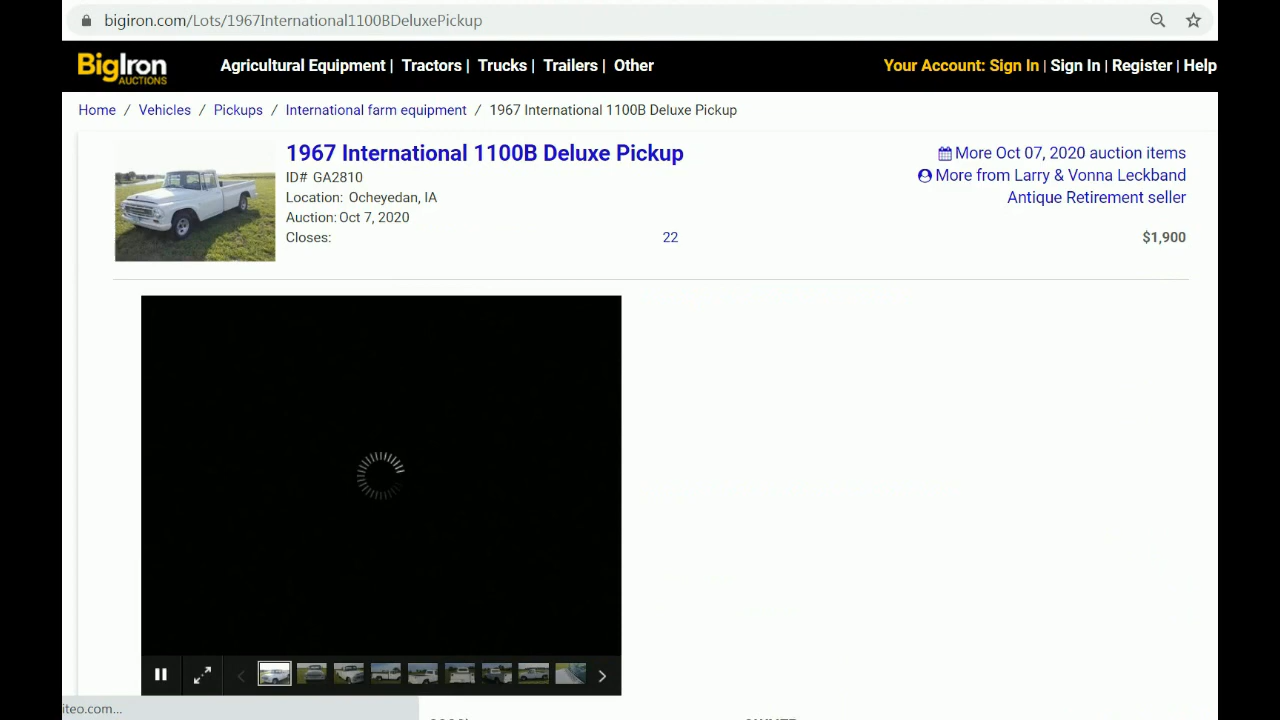 bigiron.com/Lots/1967International1100BDeluxePickup
BigIron AUCTIONS
Agricultural Equipment | Tractors | Trucks | Trailers | Other
Your Account: Sign In | Sign In | Register | Help
Home / Vehicles / Pickups / International farm equipment / 1967 International 1100B Deluxe Pickup
1967 International 1100B Deluxe Pickup
ID# GA2810
Location: Ocheyedan, IA
Auction: Oct 7, 2020
Closes:
22
More Oct 07, 2020 auction items
More from Larry & Vonna Leckband
Antique Retirement seller
$1,900
iteo.com...